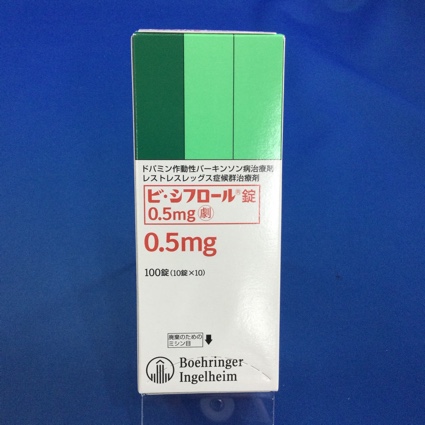 ドパミン作動性パーキンソン病治療剤
レストレスレッグス症候群治療剤
ビ・シフロール®錠
0.5mg 劇
0.5mg
100錠(10錠×10)
廃棄のための
ミシン目
Boehringer
Ingelheim